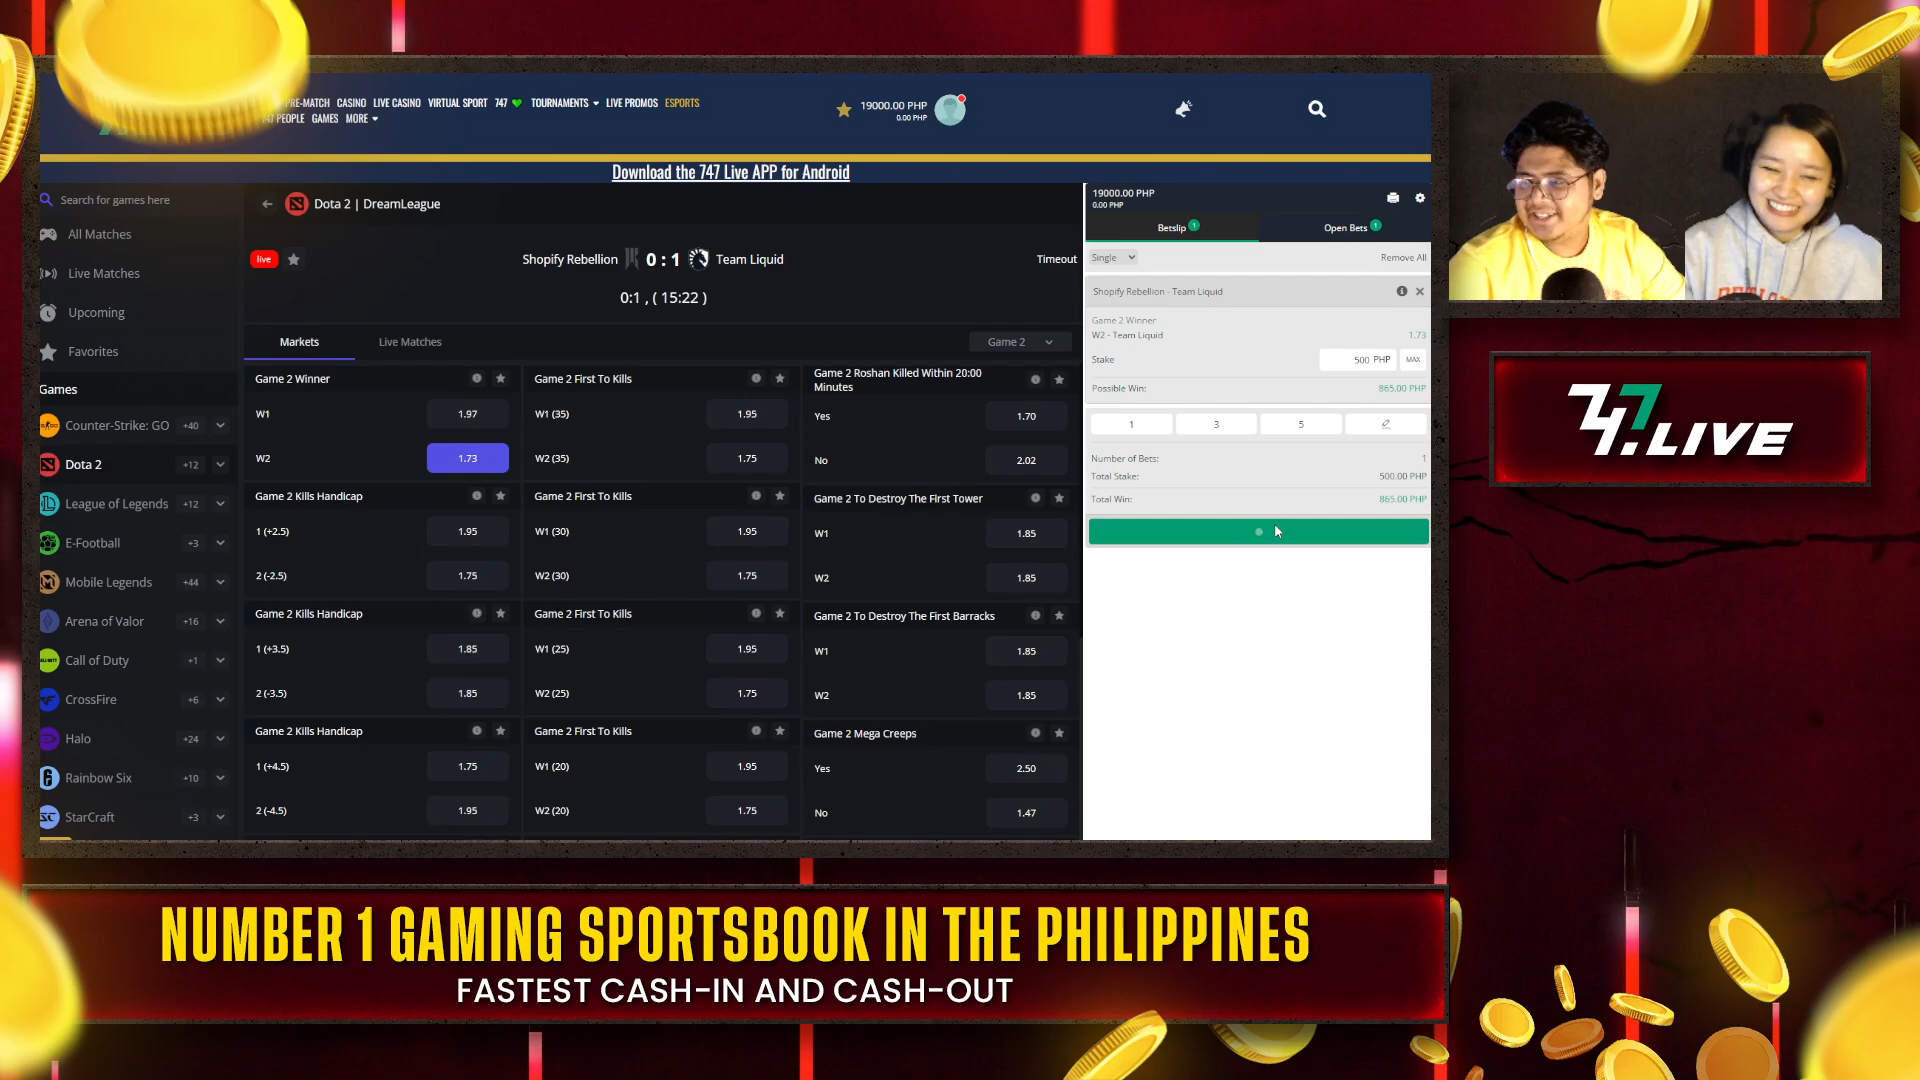 PRE-MATCH CASINO LIVE CASINO VIRTUAL SPORT 747 TOURNAMENTS LIVE PROMOS ESPORTS
PEOPLE GAMES MORE
19000.00 PHP
0.00 PHP
Download the 747 Live APP for Android
Search for games here
All Matches
Live Matches
Upcoming
Favorites
Games
Counter-Strike: GO +40
Dota 2 +12
League of Legends +12
E-Football +3
Mobile Legends +44
Arena of Valor +16
Call of Duty +1
CrossFire +6
Halo +24
Rainbow Six +10
StarCraft +3
Dota 2 | DreamLeague
live
Shopify Rebellion 0 : 1 Team Liquid
Timeout
0:1 , ( 15:22 )
Markets Live Matches
Game 2
Game 2 Winner
W1 1.97
W2 1.73
Game 2 Kills Handicap
1 (+2.5) 1.95
2 (-2.5) 1.75
Game 2 Kills Handicap
1 (+3.5) 1.85
2 (-3.5) 1.85
Game 2 Kills Handicap
1 (+4.5) 1.75
2 (-4.5) 1.95
Game 2 First To Kills
W1 (35) 1.95
W2 (35) 1.75
Game 2 First To Kills
W1 (30) 1.95
W2 (30) 1.75
Game 2 First To Kills
W1 (25) 1.95
W2 (25) 1.75
Game 2 First To Kills
W1 (20) 1.95
W2 (20) 1.75
Game 2 Roshan Killed Within 20:00
Minutes
Yes 1.70
No 2.02
Game 2 To Destroy The First Tower
W1 1.85
W2 1.85
Game 2 To Destroy The First Barracks
W1 1.85
W2 1.85
Game 2 Mega Creeps
Yes 2.50
No 1.47
19000.00 PHP
0.00 PHP
Betslip 1
Open Bets 1
Single
Remove All
Shopify Rebellion - Team Liquid
Game 2 Winner
W2 - Team Liquid 1.73
Stake 500 PHP MAX
Possible Win: 865.00 PHP
1 3 5
Number of Bets: 1
Total Stake: 500.00 PHP
Total Win: 865.00 PHP
747.LIVE
NUMBER 1 GAMING SPORTSBOOK IN THE PHILIPPINES
FASTEST CASH-IN AND CASH-OUT